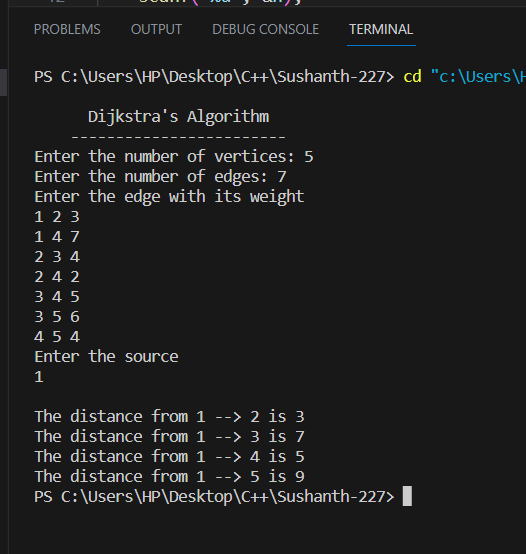 PROBLEMS OUTPUT DEBUG CONSOLE TERMINAL
PS C:\Users\HP\Desktop\C++\Sushanth-227> cd "c:\Users\H
Dijkstra's Algorithm
------------------------
Enter the number of vertices: 5
Enter the number of edges: 7
Enter the edge with its weight
1 2 3
1 4 7
2 3 4
2 4 2
3 4 5
3 5 6
4 5 4
Enter the source
1
The distance from 1 --> 2 is 3
The distance from 1 --> 3 is 7
The distance from 1 --> 4 is 5
The distance from 1 --> 5 is 9
PS C:\Users\HP\Desktop\C++\Sushanth-227>